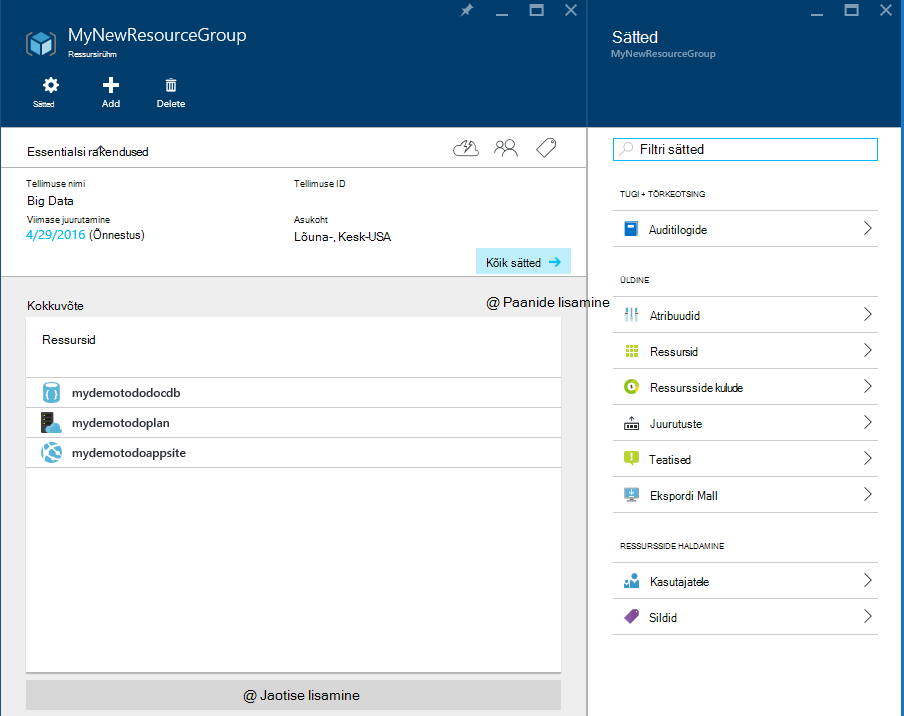 MyNewResourceGroup
Ressursirühm
Sätted
Add
Delete
Essentialsi rakendused
Tellimuse nimi
Tellimuse ID
Big Data
Viimase juurutamine
Asukoht
4/29/2016 (Õnnestus)
Lõuna-, Kesk-USA
Kõik sätted
Kokkuvõte
@ Paanide lisamine
Ressursid
mydemotododocdb
mydemotodoplan
mydemotodoappsite
@ Jaotise lisamine
Sätted
MyNewResourceGroup
Filtri sätted
TUGI + TÕRKEOTSING
Auditilogide
ÜLDINE
Atribuudid
Ressursid
Ressursside kulude
Juurutuste
Teatised
Ekspordi Mall
RESSURSSIDE HALDAMINE
Kasutajatele
Sildid